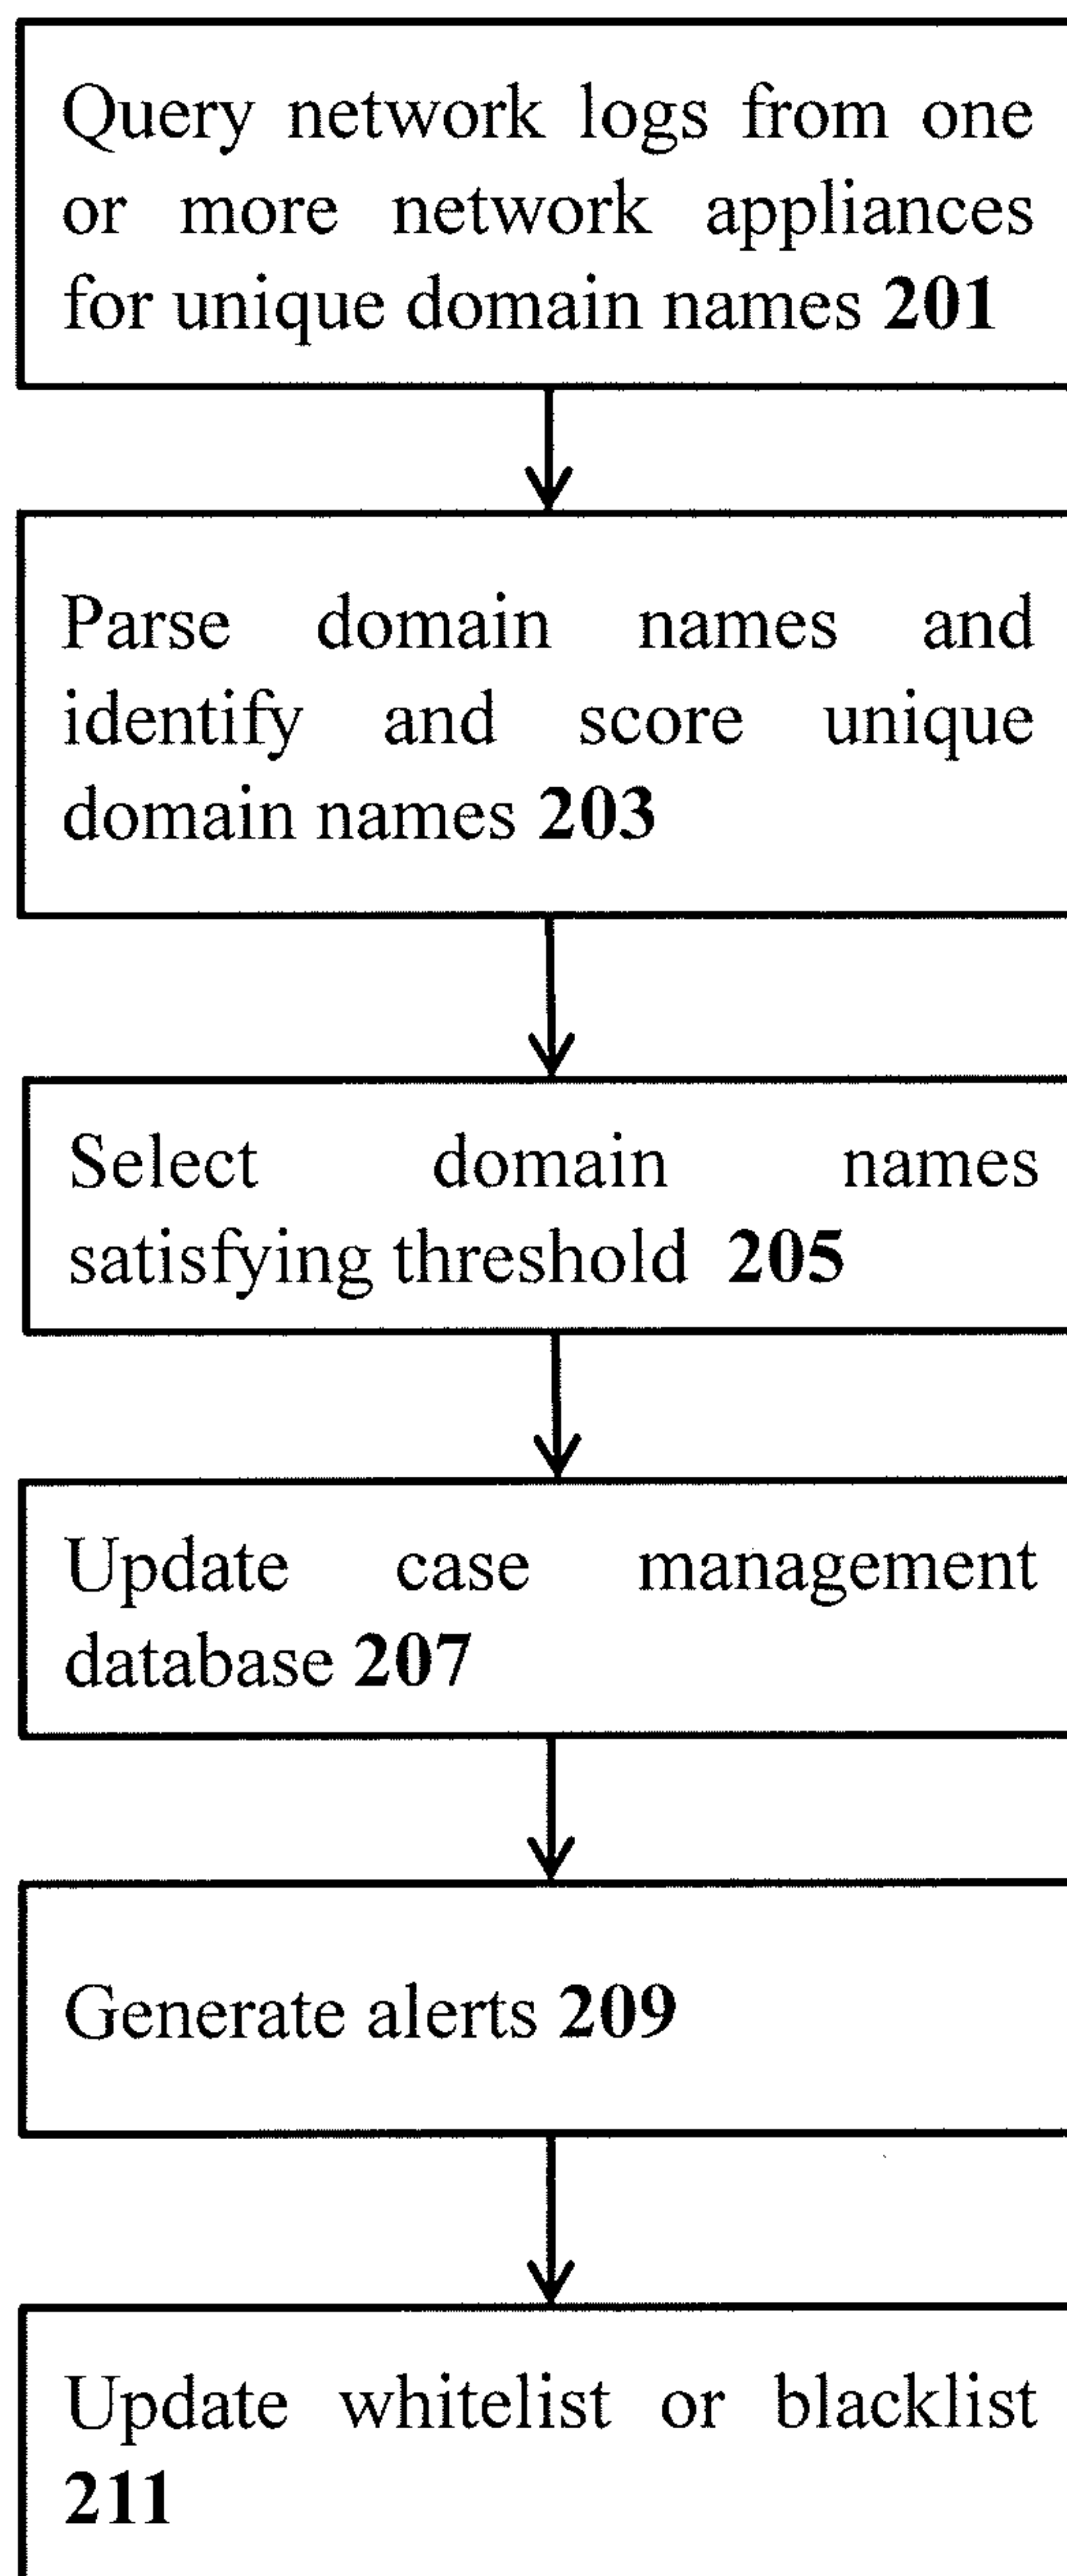 Query network logs from one
or more network appliances
for unique domain names 201
Parse domain names and
identify and score unique
domain names 203
Select domain names
satisfying threshold 205
Update case management
database 207
Generate alerts 209
Update whitelist or blacklist
211